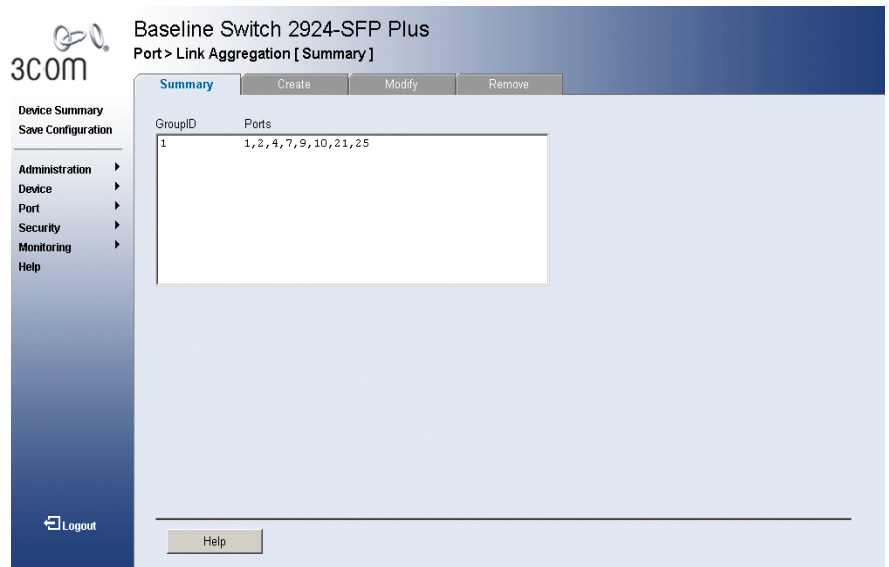 3com
Baseline Switch 2924-SFP Plus
Port > Link Aggregation [ Summary ]
Summary
Create
Modify
Remove
Device Summary
Save Configuration
Administration
Device
Port
Security
Monitoring
Help
Logout
GroupID Ports
1 1,2,4,7,9,10,21,25
Help